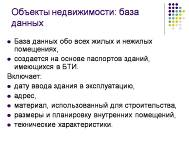 Объекты недвижимости: база
данных
База данных обо всех жилых и нежилых
помещениях,
создается на основе паспортов зданий,
имеющихся в БТИ.
Включает:
дату ввода здания в эксплуатацию,
адрес,
материал, использованный для строительства,
размеры и планировку внутренних помещений,
технические характеристики.